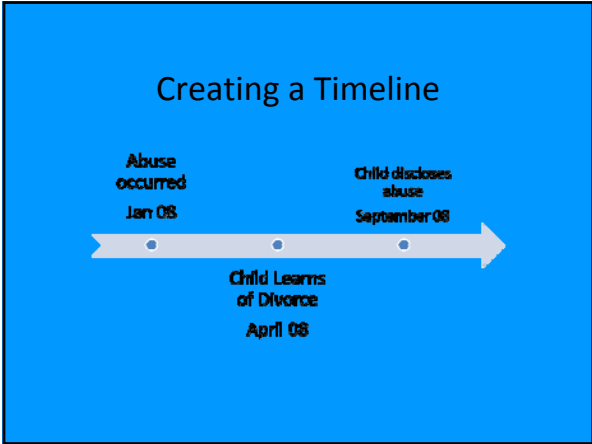 Creating a Timeline
Abuse
occurred
Jan 08
Child Learns
of Divorce
April 08
Child discloses
abuse
September 08